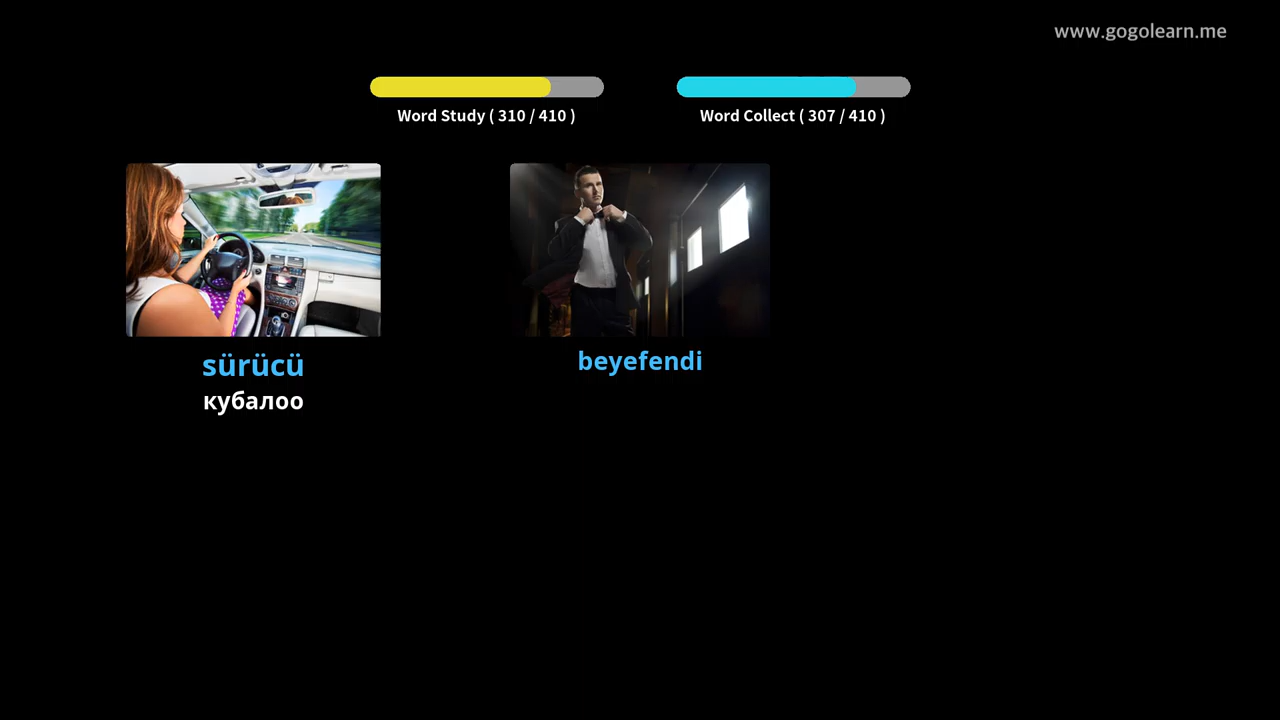 www.gogolearn.me
Word Study ( 310 / 410 )
Word Collect ( 307 / 410 )
sürücü
кубалоо
beyefendi